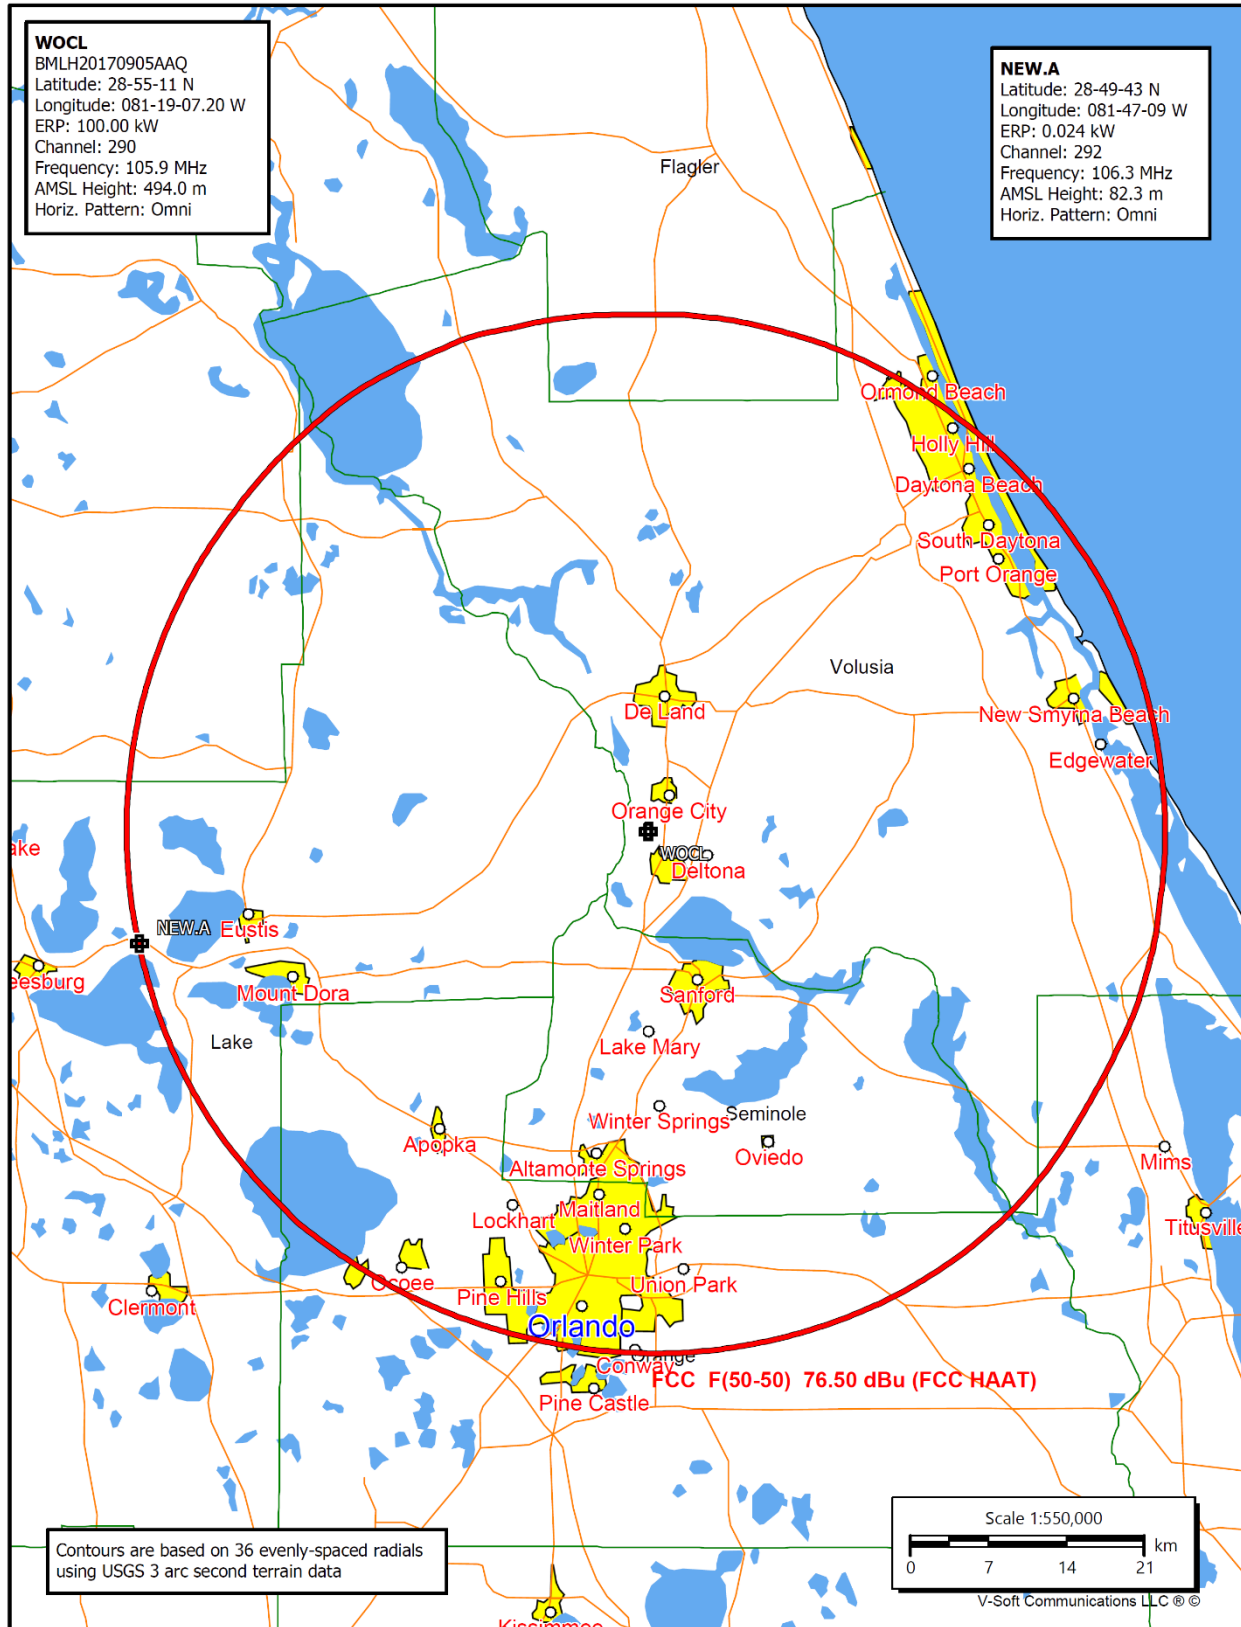 WOCL
BMLH20170905AAQ
Latitude: 28-55-11 N
Longitude: 081-19-07.20 W
ERP: 100.00 kW
Channel: 290
Frequency: 105.9 MHz
AMSL Height: 494.0 m
Horiz. Pattern: Omni
NEW.A
Latitude: 28-49-43 N
Longitude: 081-47-09 W
ERP: 0.024 kW
Channel: 292
Frequency: 106.3 MHz
AMSL Height: 82.3 m
Horiz. Pattern: Omni
Flagler
Ormond Beach
Holly Hill
Daytona Beach
South Daytona
Port Orange
Volusia
De Land
New Smyrna Beach
Edgewater
Orange City
ake
WOCL
Deltona
NEW.A
Eustis
eesburg
Mount Dora
Sanford
Lake
Lake Mary
Winter Springs
Seminole
Apopka
Oviedo
Altamonte Springs
Mims
Maitland
Lockhart
Titusville
Winter Park
Ocoee
Union Park
Pine Hills
Clermont
Orlando
Orange
Conway
FCC F(50-50) 76.50 dBu (FCC HAAT)
Pine Castle
Scale 1:550,000
km
0 7 14 21
V-Soft Communications LLC ® ©
Contours are based on 36 evenly-spaced radials
using USGS 3 arc second terrain data
Kissimmee